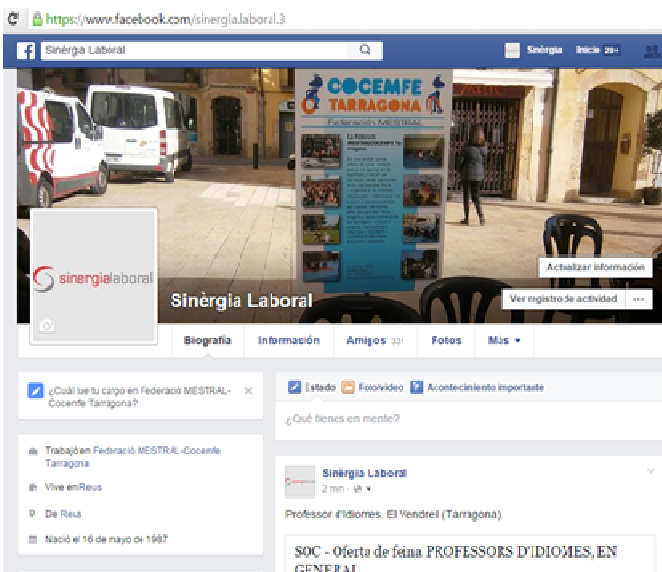 https://www.facebook.com/sinergia.laboral.3
Sinèrgia Laboral
Sinèrgia Inicio 20+
COCEMFE
TARRAGONA
Federación MESTRAL
sinergialaboral
Sinèrgia Laboral
Actualizar información
Ver registro de actividad ...
Biografía Información Amigos Fotos Más
¿Cuál fue tu cargo en Federació MESTRAL-
Cocemfe Tarragona?
Trabajó en Federació MESTRAL-Cocemfe
Tarragona
Vive en Reus
De Reus
Nació el 16 de mayo de 1987
Estado Foto/vídeo Acontecimiento importante
¿Qué tienes en mente?
Sinèrgia Laboral
2 min ·
Professor d'Idiomes. El Vendrell (Tarragona)
SOC - Oferta de feina PROFESSORS D'IDIOMES, EN
GENERAL